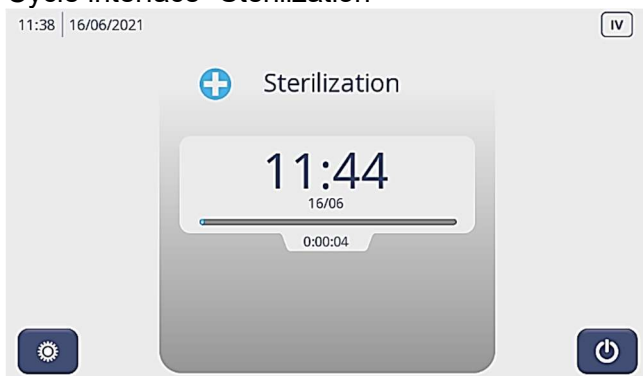 Cycle Interface- Sterilization
11:38 16/06/2021
IV
Sterilization
11:44
16/06
0:00:04